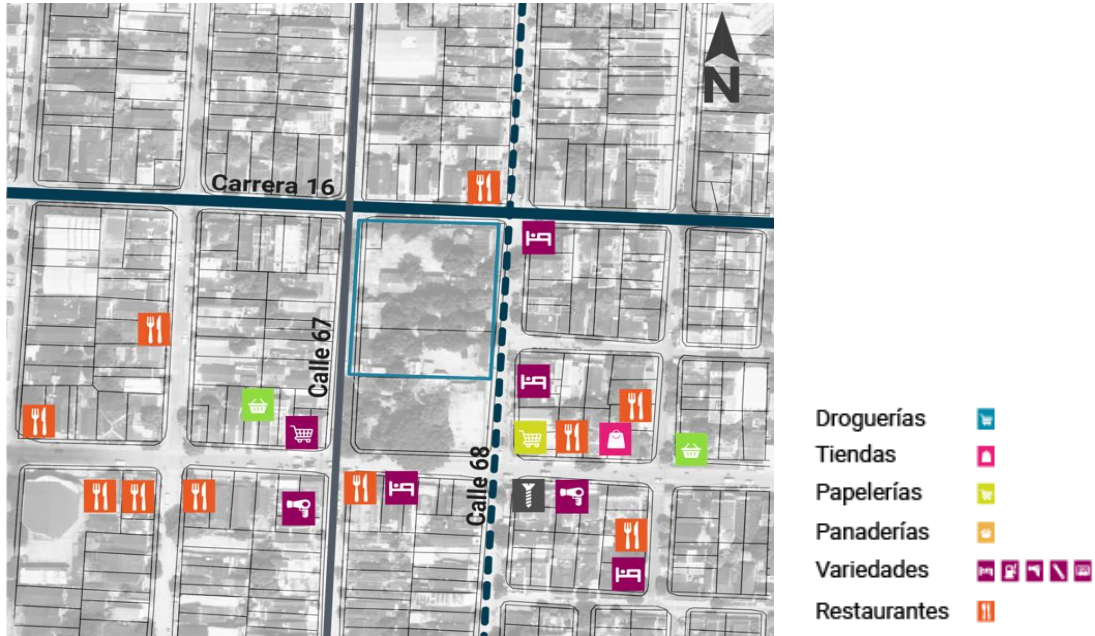 N
Carrera 16
Calle 67
Calle 68
Droguerías
Tiendas
Papelerías
Panaderías
Variedades
Restaurantes